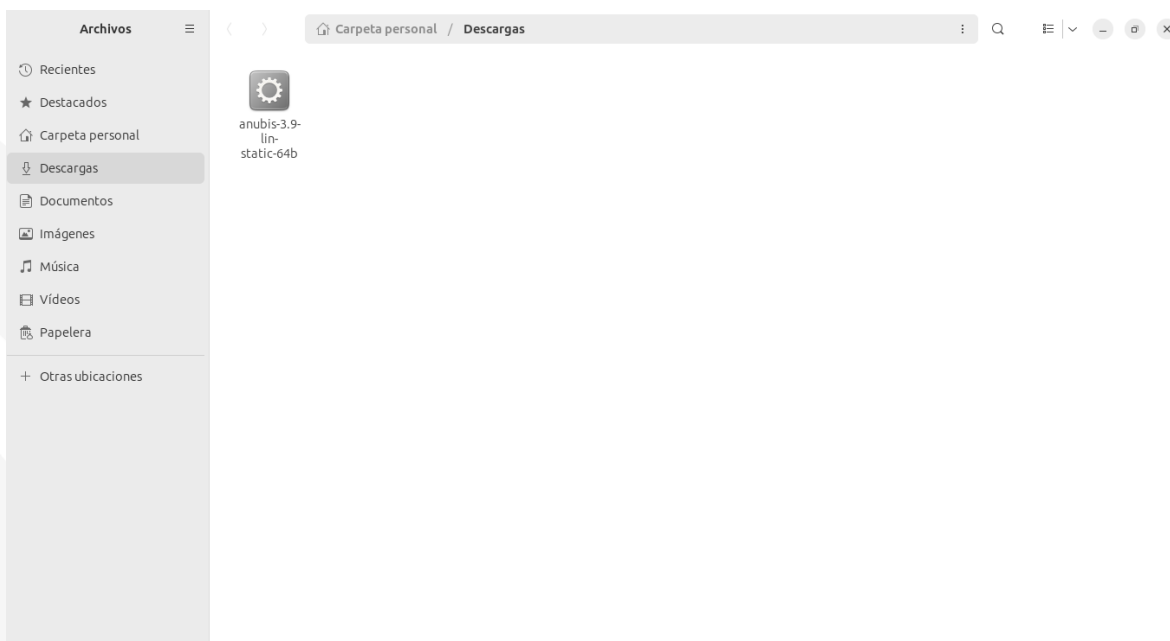 Archivos
Carpeta personal / Descargas
Recientes
Destacados
Carpeta personal
Descargas
Documentos
Imágenes
Música
Vídeos
Papelera
+ Otras ubicaciones
anubis-3.9-
lin-
static-64b